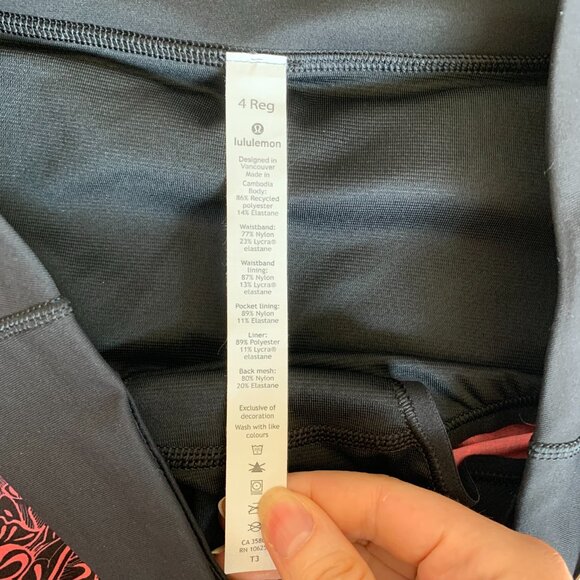 4 Reg
lululemon
Designed in
Vancouver
Made in
Cambodia
Body:
86% Recycled
polyester
14% Elastane
Waistband:
77% Nylon
23% Lycra®
elastane
Waistband
lining:
87% Nylon
13% Lycra®
elastane
Pocket lining:
89% Nylon
11% Elastane
Liner:
89% Polyester
11% Lycra®
elastane
Back mesh:
80% Nylon
20% Elastane
Exclusive of
decoration
Wash with like
colours
CA
RN
T3